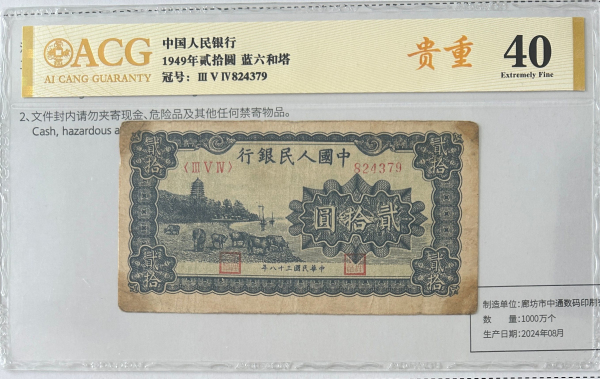 ACG
AI CANG GUARANTY
中国人民银行
1949年贰拾圆 蓝六和塔
冠号: ⅢⅤⅣ824379
贵重
40
Extremely Fine
2、文件封内请勿夹寄现金、危险品及其他任何禁寄物品。
Cash, hazardous a
行銀民人國中
〈ⅢⅤⅣ〉
824379
圓拾貳
年八十三國民華中
貳拾
貳拾
貳拾
貳拾
制造单位: 廊坊市中通数码印刷
数 量: 1000万个
生产日期: 2024年08月